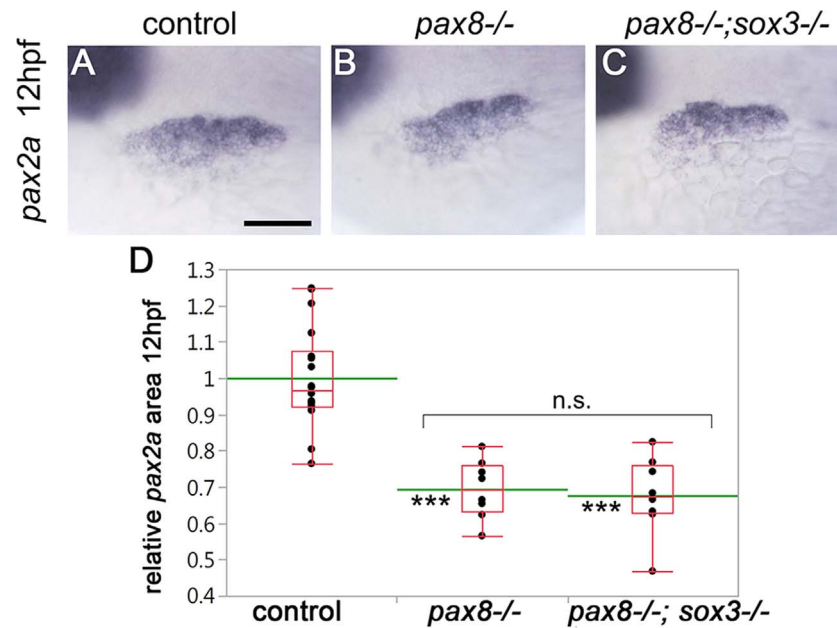 control pax8-/- pax8-/-;sox3-/-
pax2a 12hpf
A B C
D
relative pax2a area 12hpf
1.3
1.2
1.1
1
0.9
0.8
0.7
0.6
0.5
0.4
n.s.
*** ***
control pax8-/- pax8-/-; sox3-/-